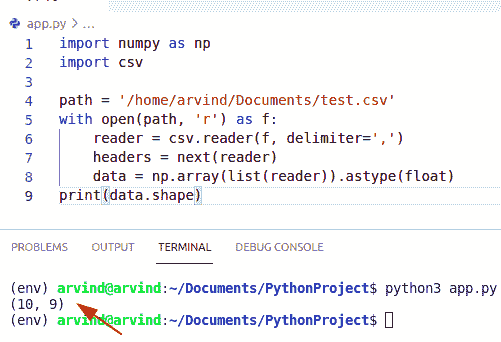 app.py > ...
1 import numpy as np
2 import csv
3
4 path = '/home/arvind/Documents/test.csv'
5 with open(path, 'r') as f:
6     reader = csv.reader(f, delimiter=',')
7     headers = next(reader)
8     data = np.array(list(reader)).astype(float)
9 print(data.shape)
PROBLEMS OUTPUT TERMINAL DEBUG CONSOLE
(env) arvind@arvind:~/Documents/PythonProject$ python3 app.py
(10, 9)
(env) arvind@arvind:~/Documents/PythonProject$